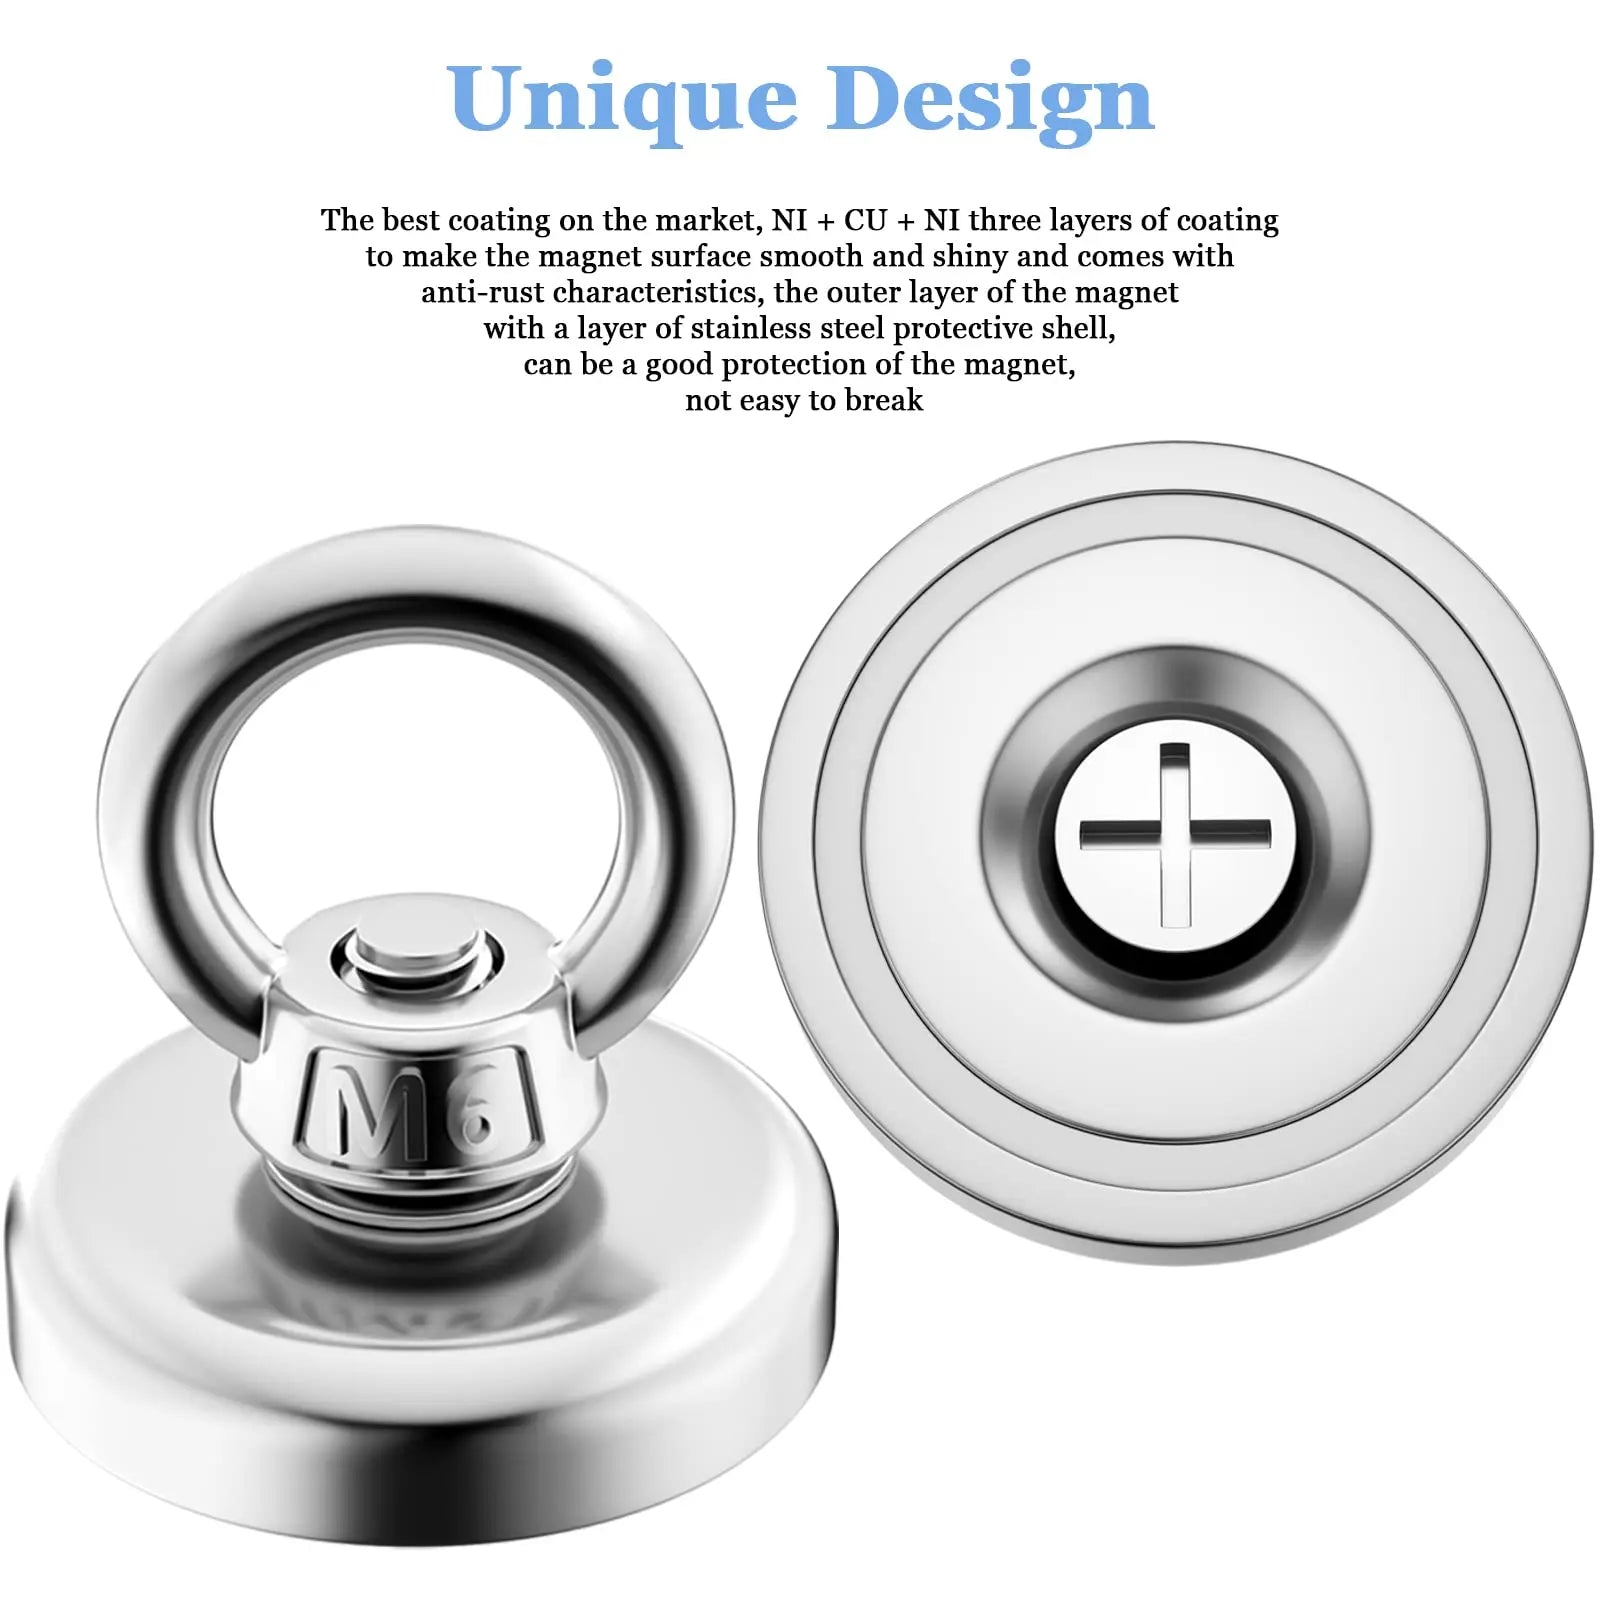 Unique Design
The best coating on the market, NI + CU + NI three layers of coating
to make the magnet surface smooth and shiny and comes with
anti-rust characteristics, the outer layer of the magnet
with a layer of stainless steel protective shell,
can be a good protection of the magnet,
not easy to break
M6